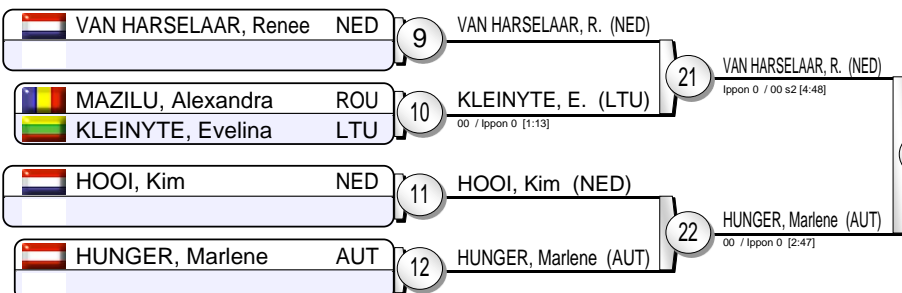 VAN HARSELAAR, Renee NED
9
VAN HARSELAAR, R. (NED)
21
VAN HARSELAAR, R. (NED)
Ippon 0 / 00 s2 [4:48]
MAZILU, Alexandra ROU
KLEINYTE, Evelina LTU
10
KLEINYTE, E. (LTU)
00 / Ippon 0 [1:13]
HOOI, Kim NED
11
HOOI, Kim (NED)
22
HUNGER, Marlene (AUT)
00 / Ippon 0 [2:47]
HUNGER, Marlene AUT
12
HUNGER, Marlene (AUT)